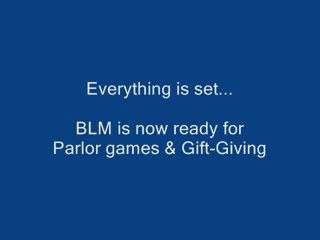 Everything is set...
BLM is now ready for
Parlor games & Gift-Giving